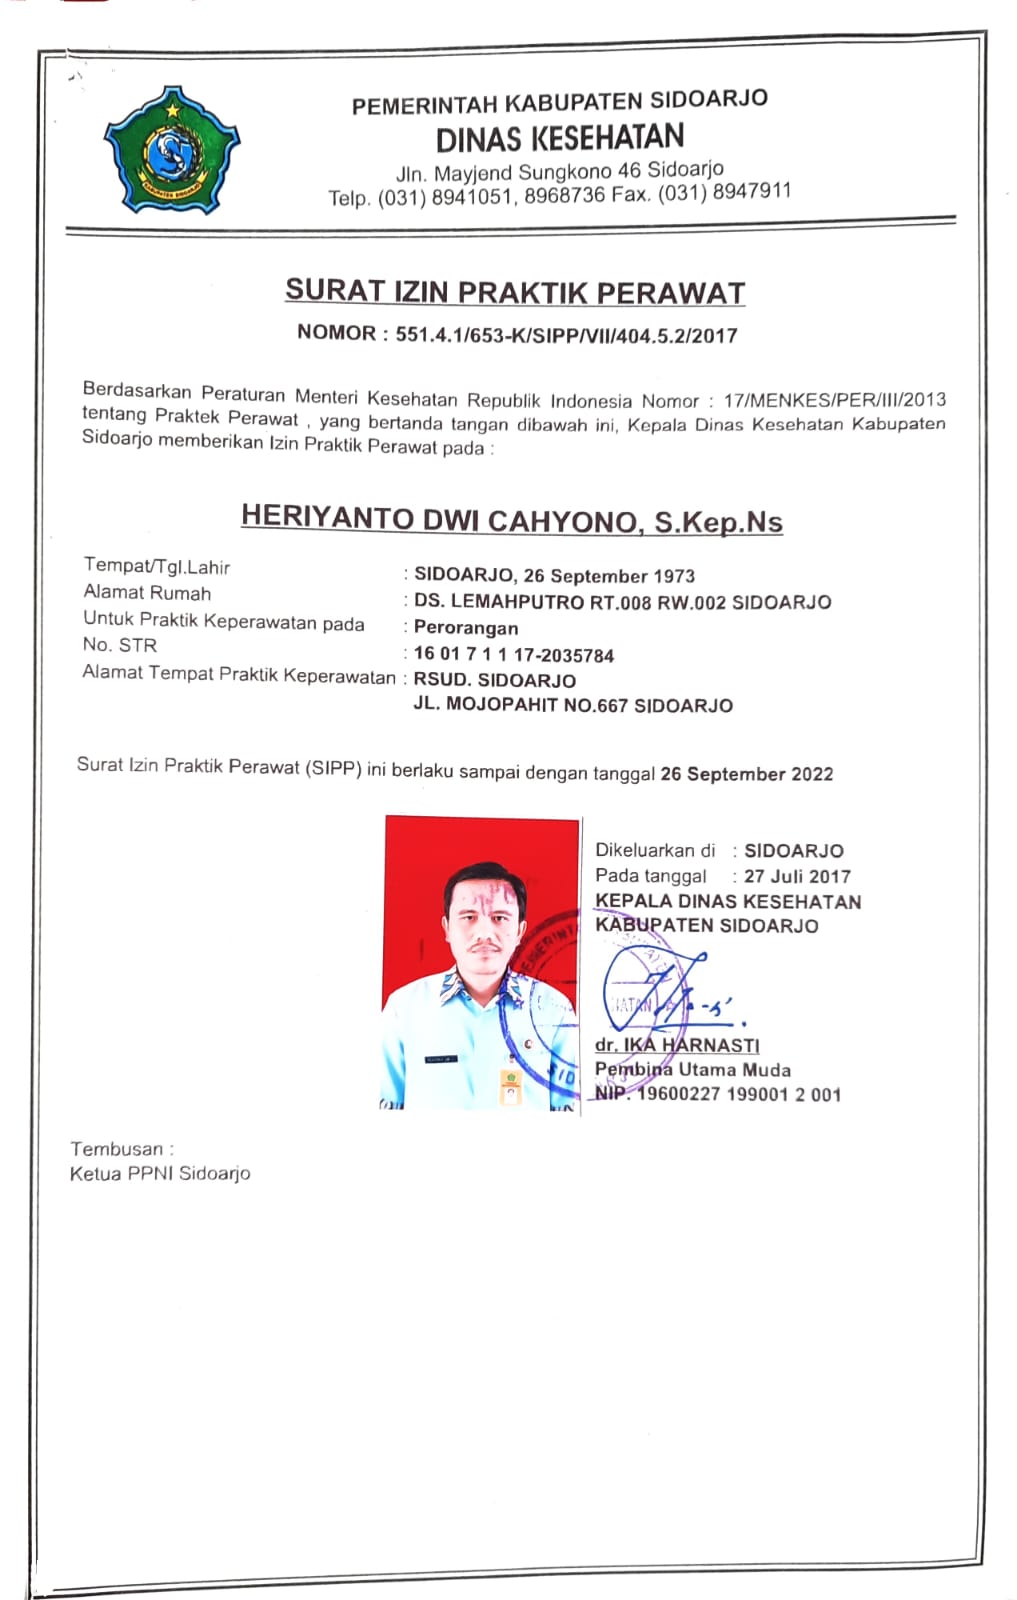 PEMERINTAH KABUPATEN SIDOARJO
DINAS KESEHATAN
Jln. Mayjend Sungkono 46 Sidoarjo
Telp. (031) 8941051, 8968736 Fax. (031) 8947911
KABUPATEN SIDOARJO
SURAT IZIN PRAKTIK PERAWAT
NOMOR : 551.4.1/653-K/SIPP/VII/404.5.2/2017
Berdasarkan Peraturan Menteri Kesehatan Republik Indonesia Nomor : 17/MENKES/PER/III/2013
tentang Praktek Perawat , yang bertanda tangan dibawah ini, Kepala Dinas Kesehatan Kabupaten
Sidoarjo memberikan Izin Praktik Perawat pada :
HERIYANTO DWI CAHYONO, S.Kep.Ns
Tempat/Tgl.Lahir : SIDOARJO, 26 September 1973
Alamat Rumah : DS. LEMAHPUTRO RT.008 RW.002 SIDOARJO
Untuk Praktik Keperawatan pada : Perorangan
No. STR : 16 01 7 1 1 17-2035784
Alamat Tempat Praktik Keperawatan : RSUD. SIDOARJO
JL. MOJOPAHIT NO.667 SIDOARJO
Surat Izin Praktik Perawat (SIPP) ini berlaku sampai dengan tanggal 26 September 2022
Dikeluarkan di : SIDOARJO
Pada tanggal : 27 Juli 2017
KEPALA DINAS KESEHATAN
KABUPATEN SIDOARJO
dr. IKA HARNASTI
Pembina Utama Muda
NIP. 19600227 199001 2 001
Tembusan :
Ketua PPNI Sidoarjo